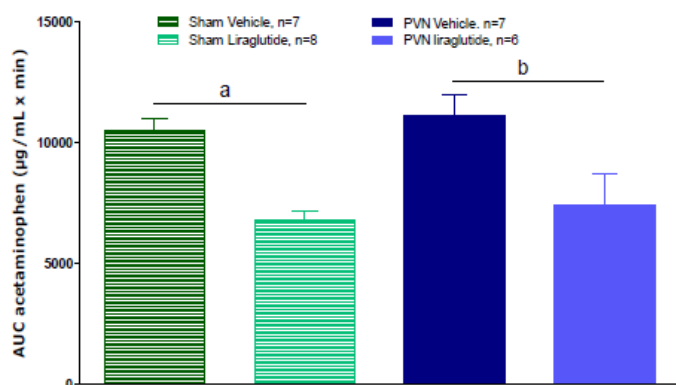 Sham Vehicle, n=7
PVN Vehicle. n=7
Sham Liraglutide, n=8
PVN liraglutide, n=6
AUC acetaminophen (µg/mL x min)
15000
10000
5000
0
a
b